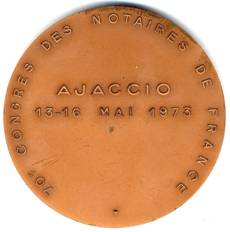 70e CONGRES DES NOTAIRES DE FRANCE
AJACCIO
13-16 MAI 1973